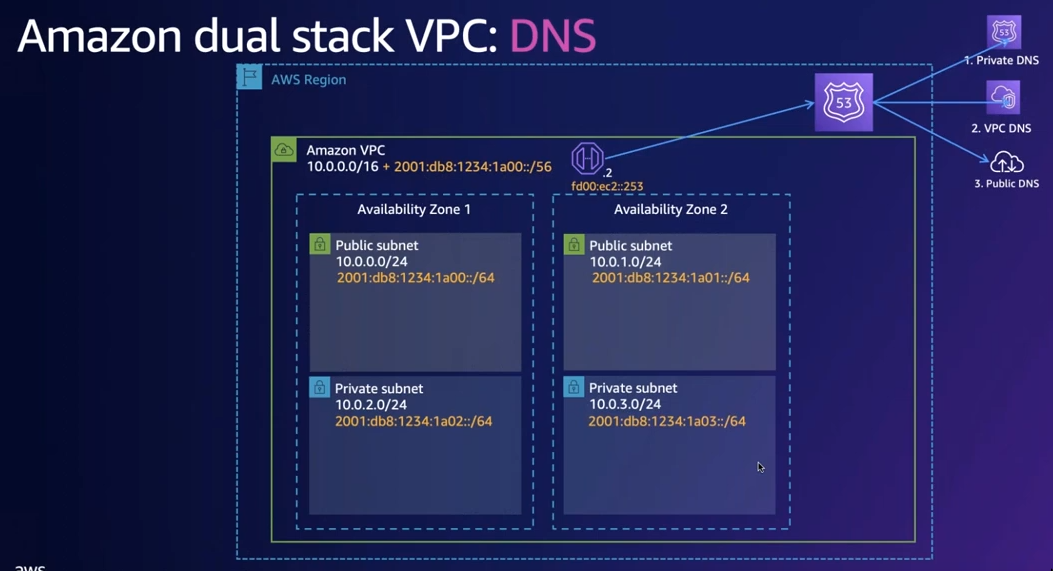 Amazon dual stack VPC: DNS
AWS Region
53
53
1. Private DNS
2. VPC DNS
3. Public DNS
Amazon VPC
10.0.0.0/16 + 2001:db8:1234:1a00::/56
.2
fd00:ec2::253
Availability Zone 1
Public subnet
10.0.0.0/24
2001:db8:1234:1a00::/64
Private subnet
10.0.2.0/24
2001:db8:1234:1a02::/64
Availability Zone 2
Public subnet
10.0.1.0/24
2001:db8:1234:1a01::/64
Private subnet
10.0.3.0/24
2001:db8:1234:1a03::/64
aws